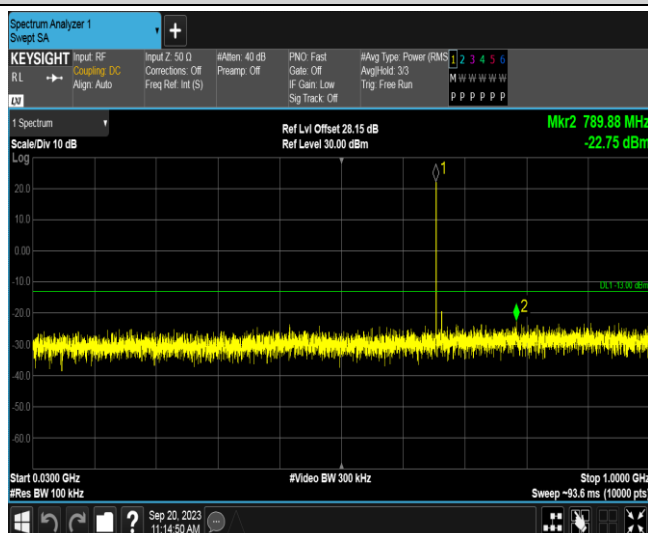 Spectrum Analyzer 1
Swept SA
+
KEYSIGHT
RL
LXI
Input: RF
Coupling: DC
Align: Auto
Input Z: 50 Ω
Corrections: Off
Freq Ref: Int (S)
#Atten: 40 dB
Preamp: Off
PNO: Fast
Gate: Off
IF Gain: Low
Sig Track: Off
#Avg Type: Power (RMS
Avg|Hold: 3/3
Trig: Free Run
1 2 3 4 5 6
M W W W W W
P P P P P P
1 Spectrum
Scale/Div 10 dB
Log
Ref Lvl Offset 28.15 dB
Ref Level 30.00 dBm
Mkr2 789.88 MHz
-22.75 dBm
1
20.0
10.0
0.00
-10.0
DL1 -13.00 dBm
2
-20.0
-30.0
-40.0
-50.0
-60.0
Start 0.0300 GHz
#Video BW 300 kHz
Stop 1.0000 GHz
#Res BW 100 kHz
Sweep ~93.6 ms (10000 pts)
?
Sep 20, 2023
11:14:50 AM